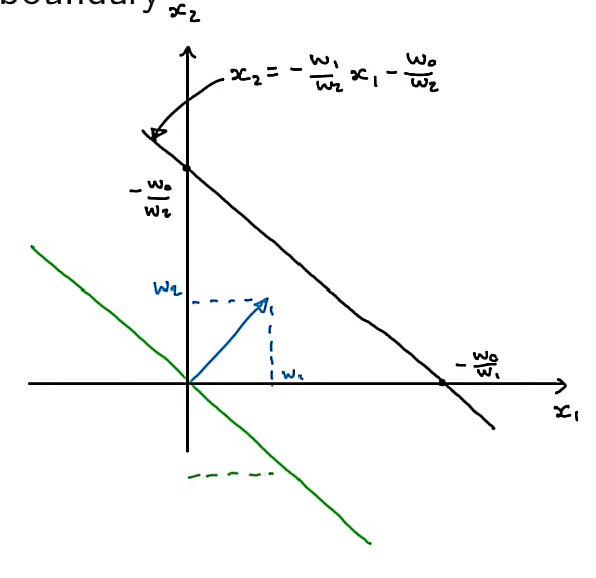 boundary
x₂
x₂ = - w₁/w₂ x₁ - w₀/w₂
- w₀/w₂
w₂
w₁
- w₀/w₁
x₁